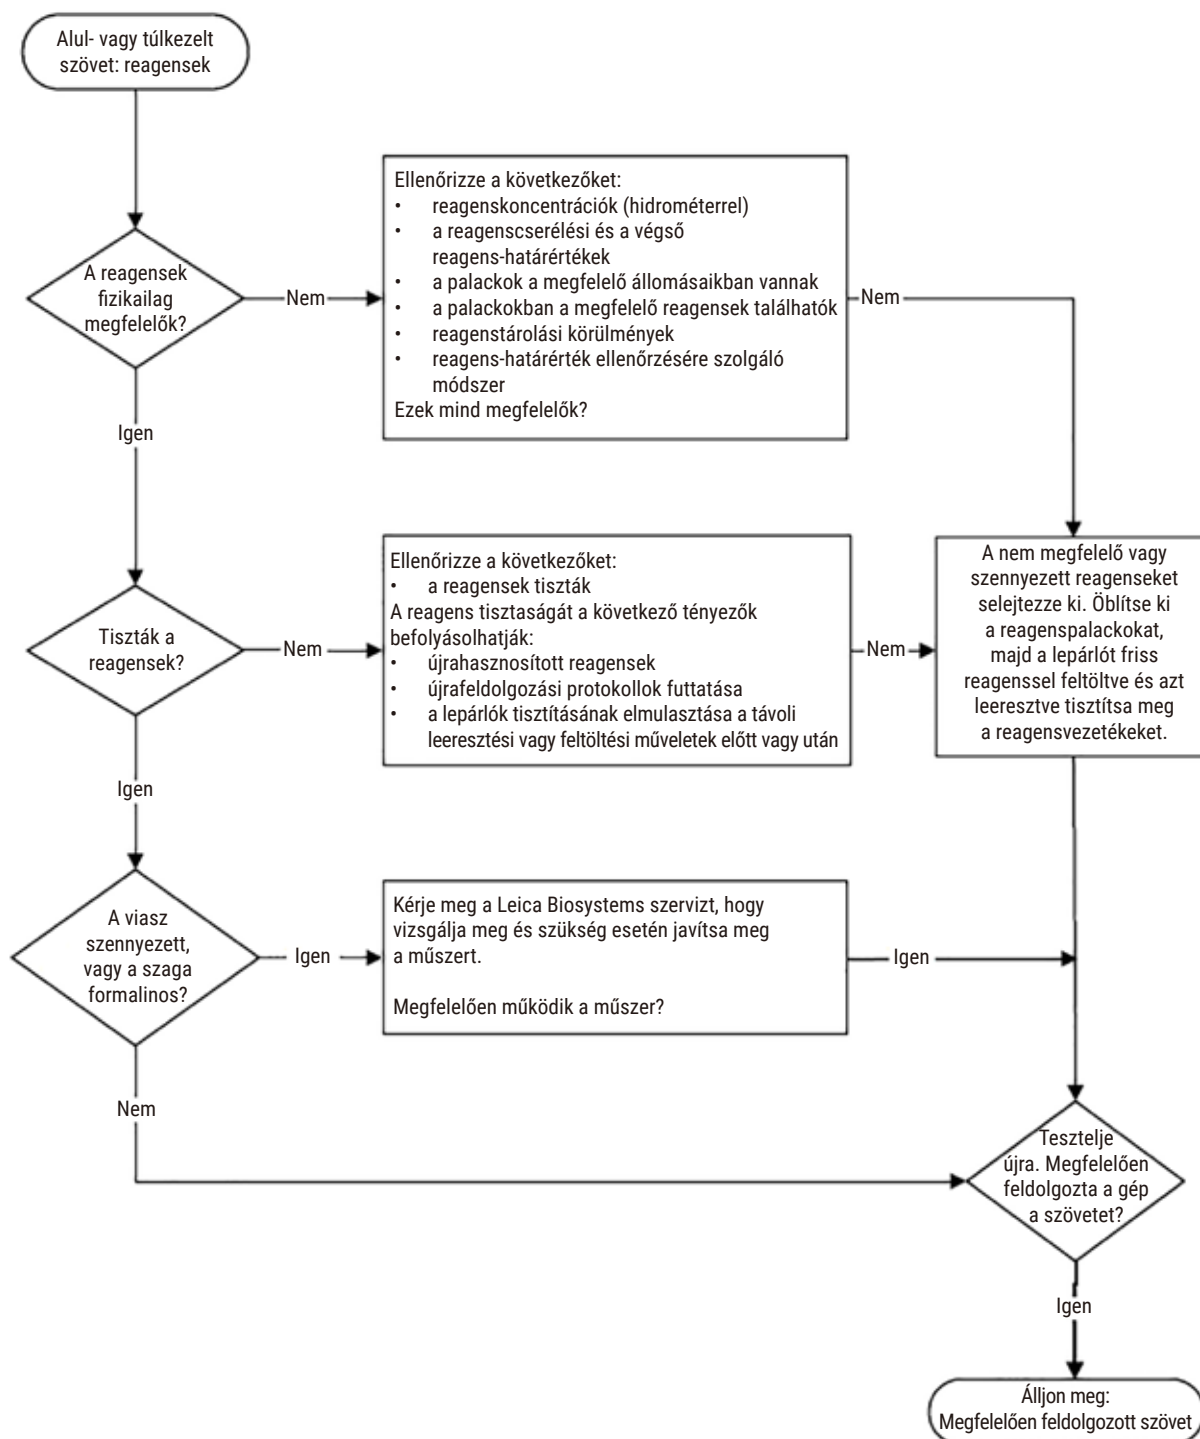 Alul- vagy túlkezelt
szövet: reagensek
A reagensek
fizikailag
megfelelők?
Nem
Ellenőrizze a következőket:
• reagenskoncentrációk (hidrométerrel)
• a reagenscserélési és a végső
reagens-határértékek
• a palackok a megfelelő állomásaikban vannak
• a palackokban a megfelelő reagensek találhatók
• reagenstárolási körülmények
• reagens-határérték ellenőrzésére szolgáló
módszer
Ezek mind megfelelők?
Nem
Igen
Tiszták a
reagensek?
Nem
Ellenőrizze a következőket:
• a reagensek tiszták
A reagens tisztaságát a következő tényezők
befolyásolhatják:
• újrahasznosított reagensek
• újrafeldolgozási protokollok futtatása
• a lepárlók tisztításának elmulasztása a távoli
leeresztési vagy feltöltési műveletek előtt vagy után
Nem
A nem megfelelő vagy
szennyezett reagenseket
selejtezze ki. Öblítse ki
a reagenspalackokat,
majd a lepárlót friss
reagenssel feltöltve és azt
leeresztve tisztítsa meg
a reagensvezetékeket.
Igen
A viasz
szennyezett,
vagy a szaga
formalinos?
Igen
Kérje meg a Leica Biosystems szervizt, hogy
vizsgálja meg és szükség esetén javítsa meg
a műszert.
Megfelelően működik a műszer?
Igen
Nem
Tesztelje
újra. Megfelelően
feldolgozta a gép
a szövetet?
Igen
Álljon meg:
Megfelelően feldolgozott szövet